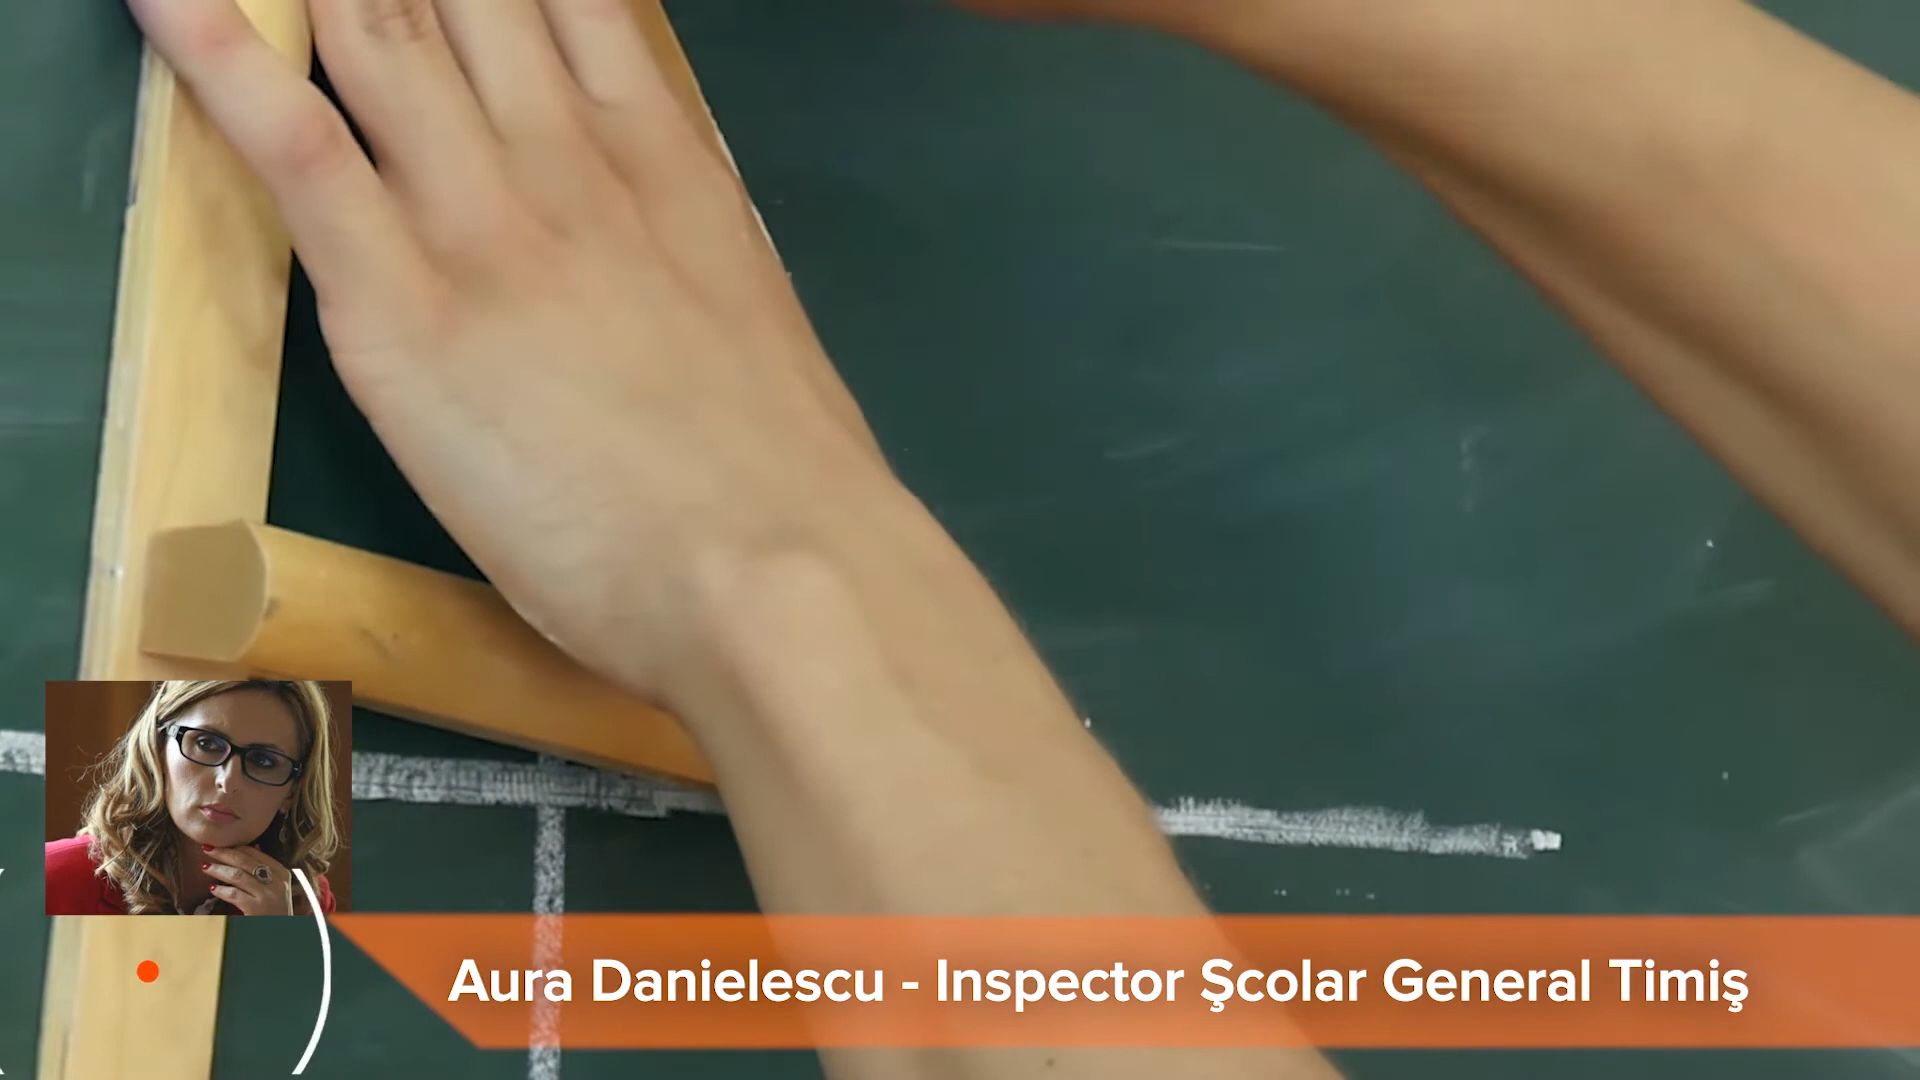 Aura Danielescu - Inspector Şcolar General Timiş